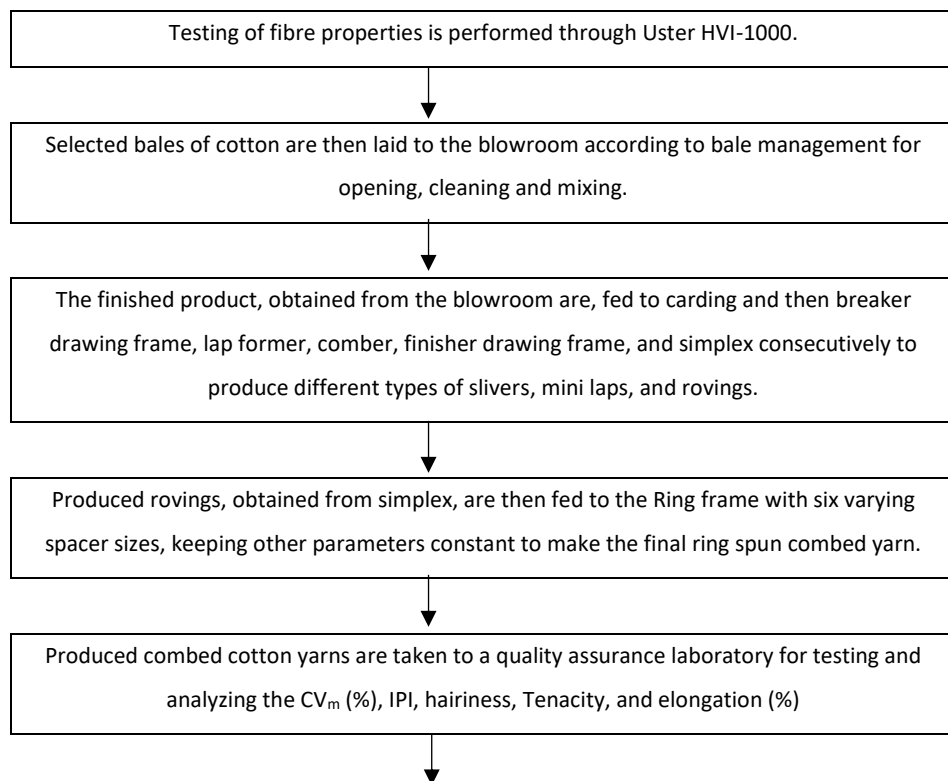 Testing of fibre properties is performed through Uster HVI-1000.
Selected bales of cotton are then laid to the blowroom according to bale management for
opening, cleaning and mixing.
The finished product, obtained from the blowroom are, fed to carding and then breaker
drawing frame, lap former, comber, finisher drawing frame, and simplex consecutively to
produce different types of slivers, mini laps, and rovings.
Produced rovings, obtained from simplex, are then fed to the Ring frame with six varying
spacer sizes, keeping other parameters constant to make the final ring spun combed yarn.
Produced combed cotton yarns are taken to a quality assurance laboratory for testing and
analyzing the CVm (%), IPI, hairiness, Tenacity, and elongation (%)